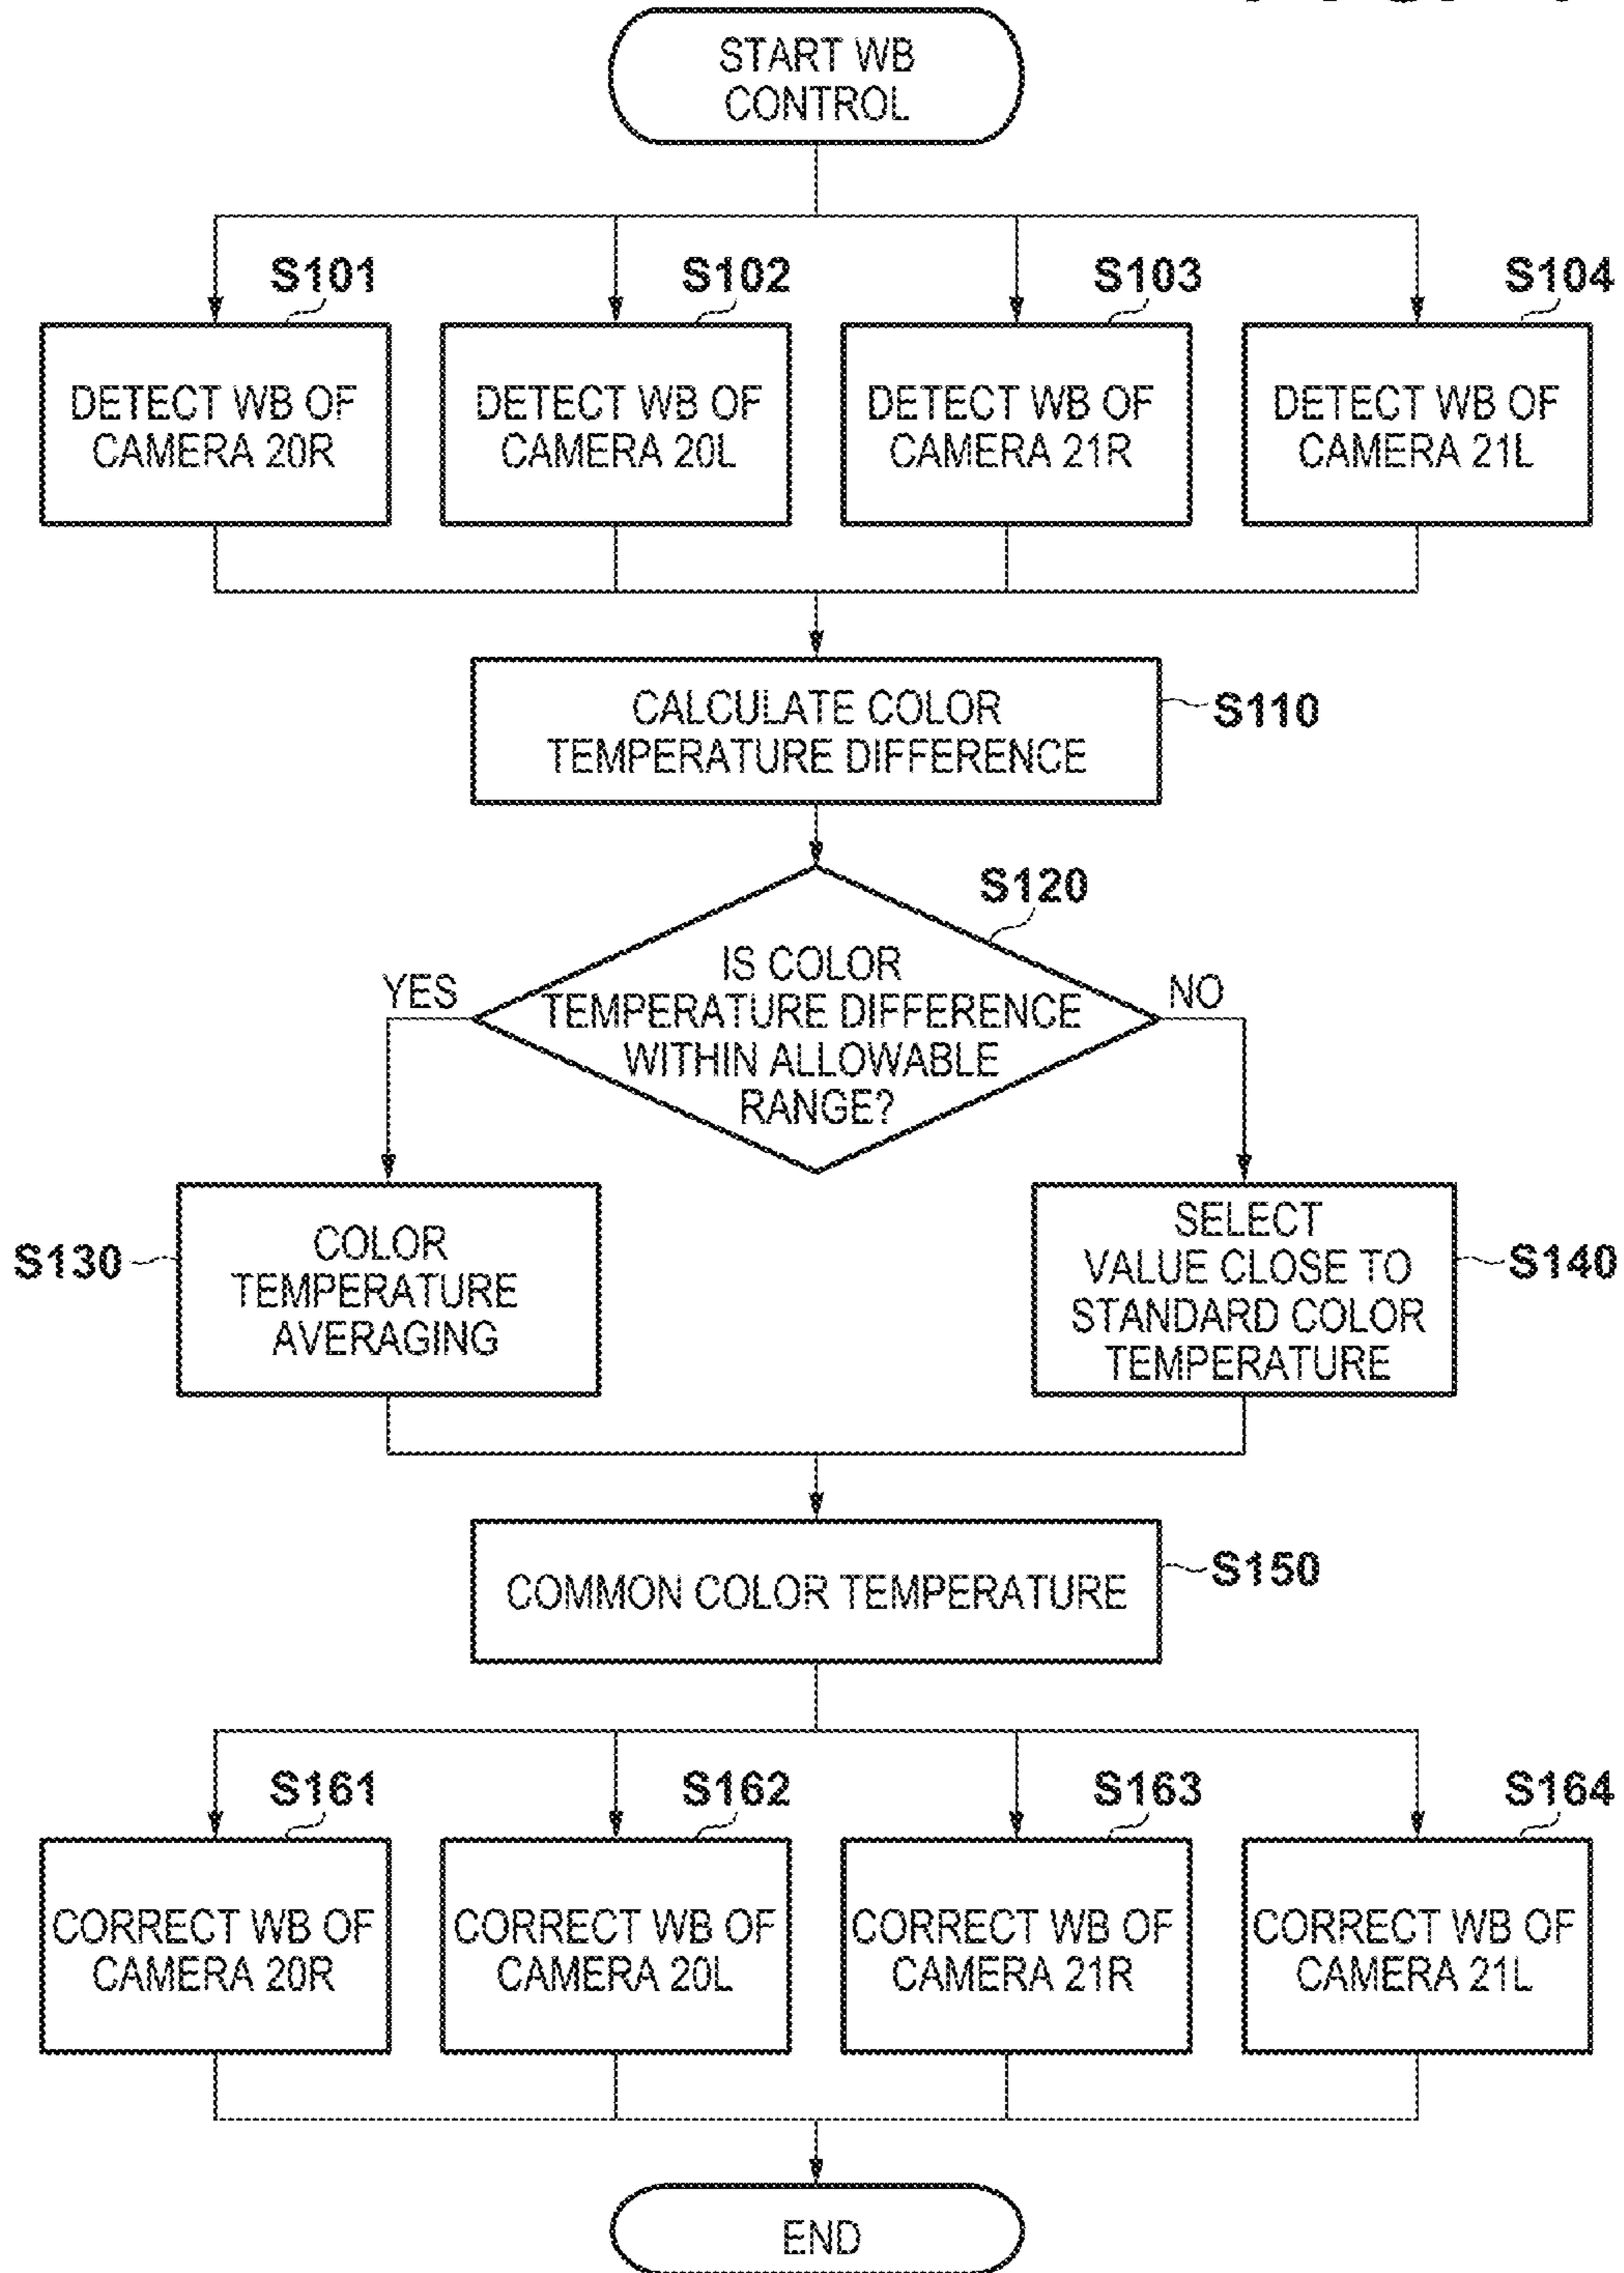 START WB
CONTROL
S101
S102
S103
S104
DETECT WB OF
CAMERA 20R
DETECT WB OF
CAMERA 20L
DETECT WB OF
CAMERA 21R
DETECT WB OF
CAMERA 21L
CALCULATE COLOR
TEMPERATURE DIFFERENCE
S110
S120
IS COLOR
TEMPERATURE DIFFERENCE
WITHIN ALLOWABLE
RANGE?
YES
NO
S130
COLOR
TEMPERATURE
AVERAGING
SELECT
VALUE CLOSE TO
STANDARD COLOR
TEMPERATURE
S140
COMMON COLOR TEMPERATURE
S150
S161
S162
S163
S164
CORRECT WB OF
CAMERA 20R
CORRECT WB OF
CAMERA 20L
CORRECT WB OF
CAMERA 21R
CORRECT WB OF
CAMERA 21L
END